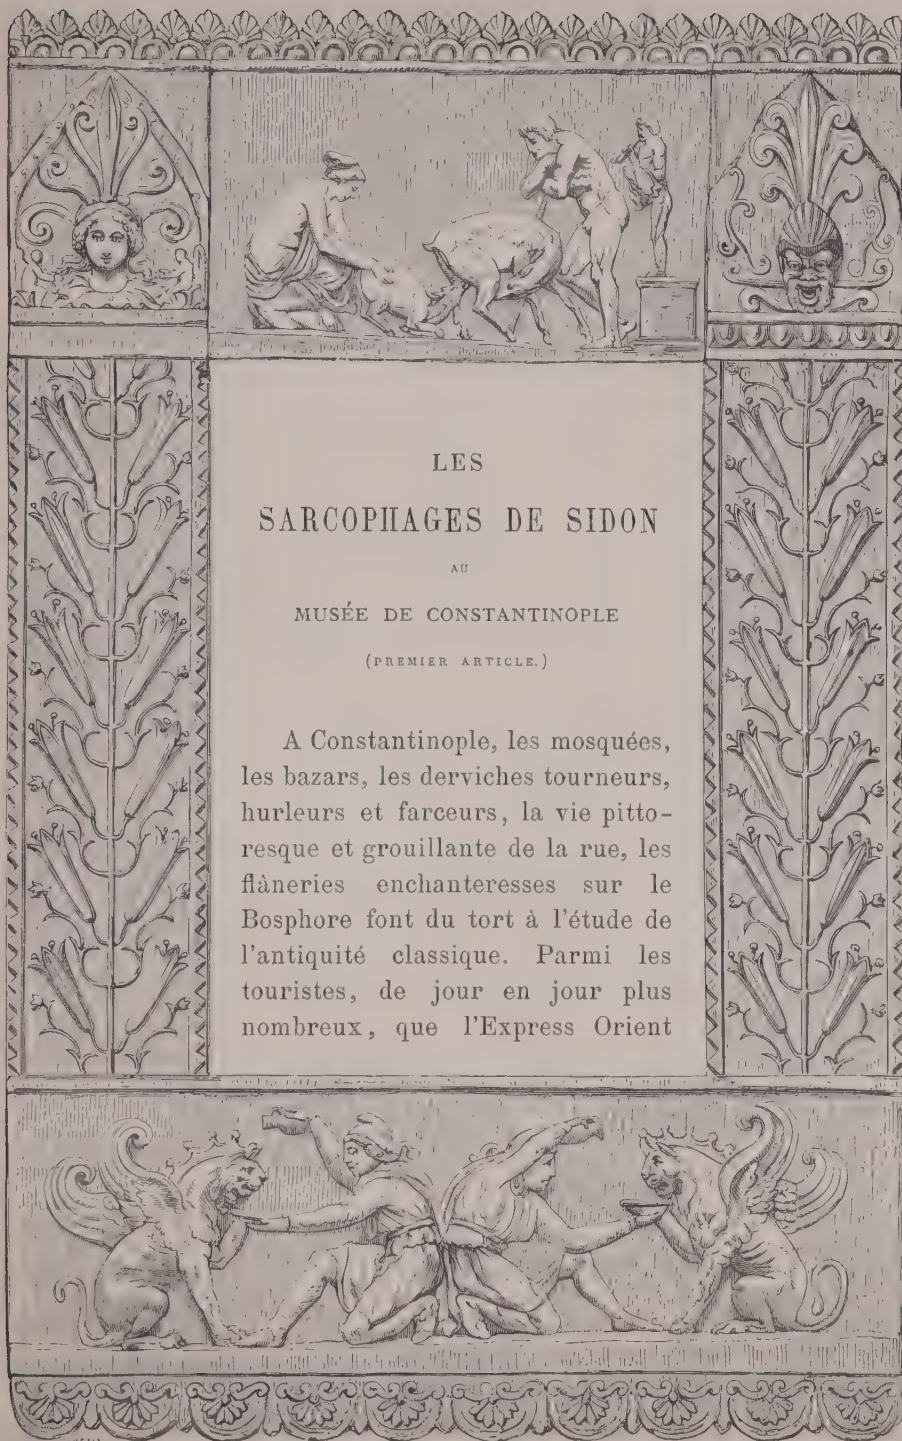 LES
SARCOPHAGES DE SIDON
AU
MUSÉE DE CONSTANTINOPLE
(PREMIER ARTICLE.)
A Constantinople, les mosquées,
les bazars, les derviches tourneurs,
hurleurs et farceurs, la vie pitto-
resque et grouillante de la rue, les
flâneries enchanteresses sur le
Bosphore font du tort à l'étude de
l'antiquité classique. Parmi les
touristes, de jour en jour plus
nombreux, que l'Express Orient